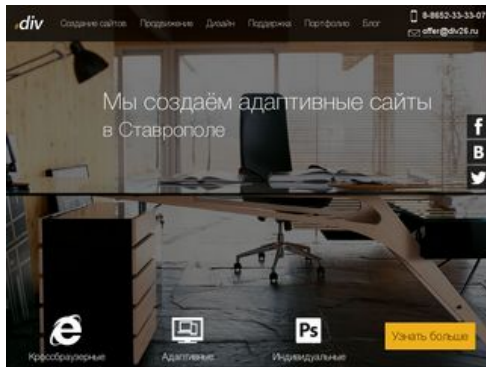 .div
Создание сайтов Продвижение Дизайн Поддержка Портфолио Блог
8-8652-33-33-07
offer@div26.ru
Мы создаём адаптивные сайты
в Ставрополе
f
B
e
Ps
Кроссбраузерные
Адаптивные
Индивидуальные
Узнать больше